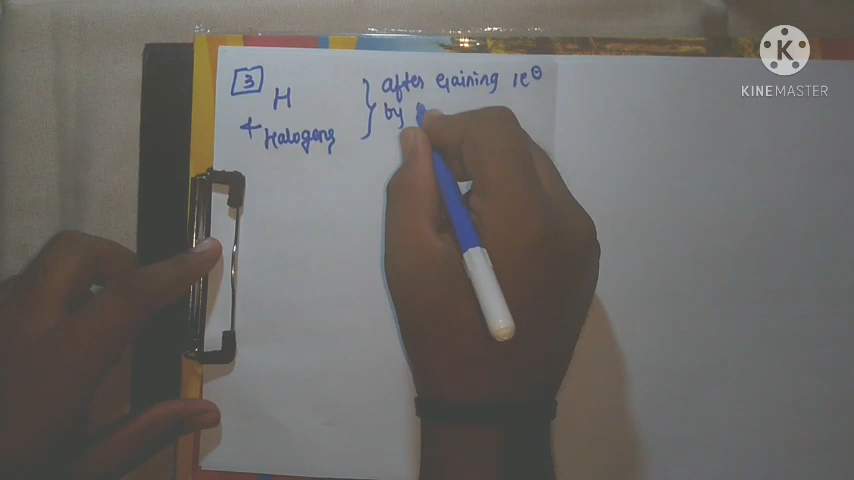 3
H
+ Halogens
after gaining 1e⊖
by
K
KINEMASTER